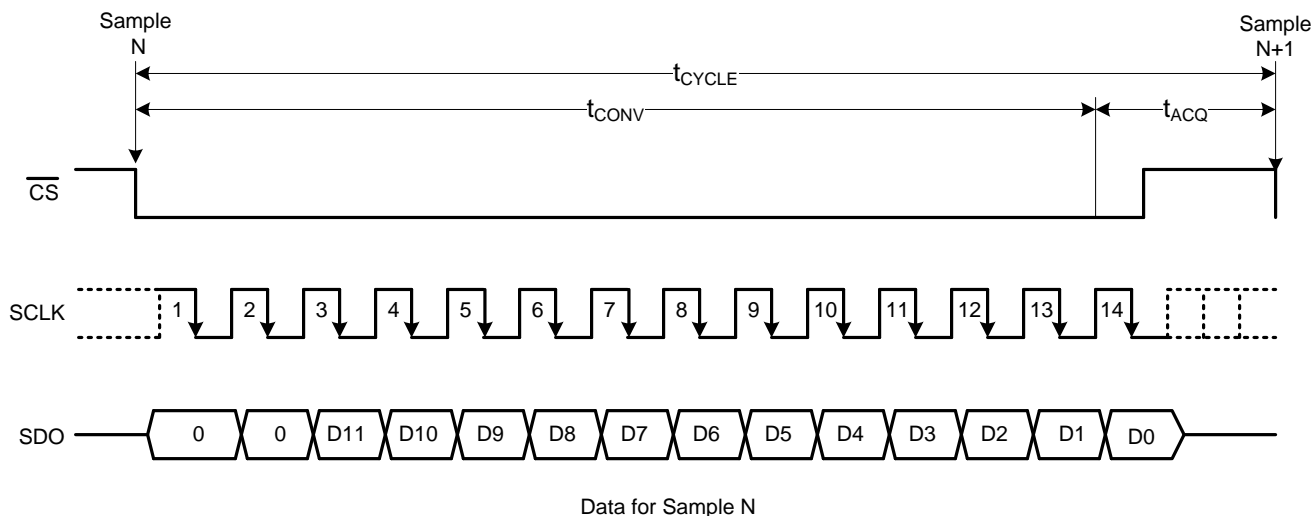 Sample
N
Sample
N+1
tCYCLE
tCONV
tACQ
CS
SCLK 1 2 3 4 5 6 7 8 9 10 11 12 13 14
SDO 0 0 D11 D10 D9 D8 D7 D6 D5 D4 D3 D2 D1 D0
Data for Sample N